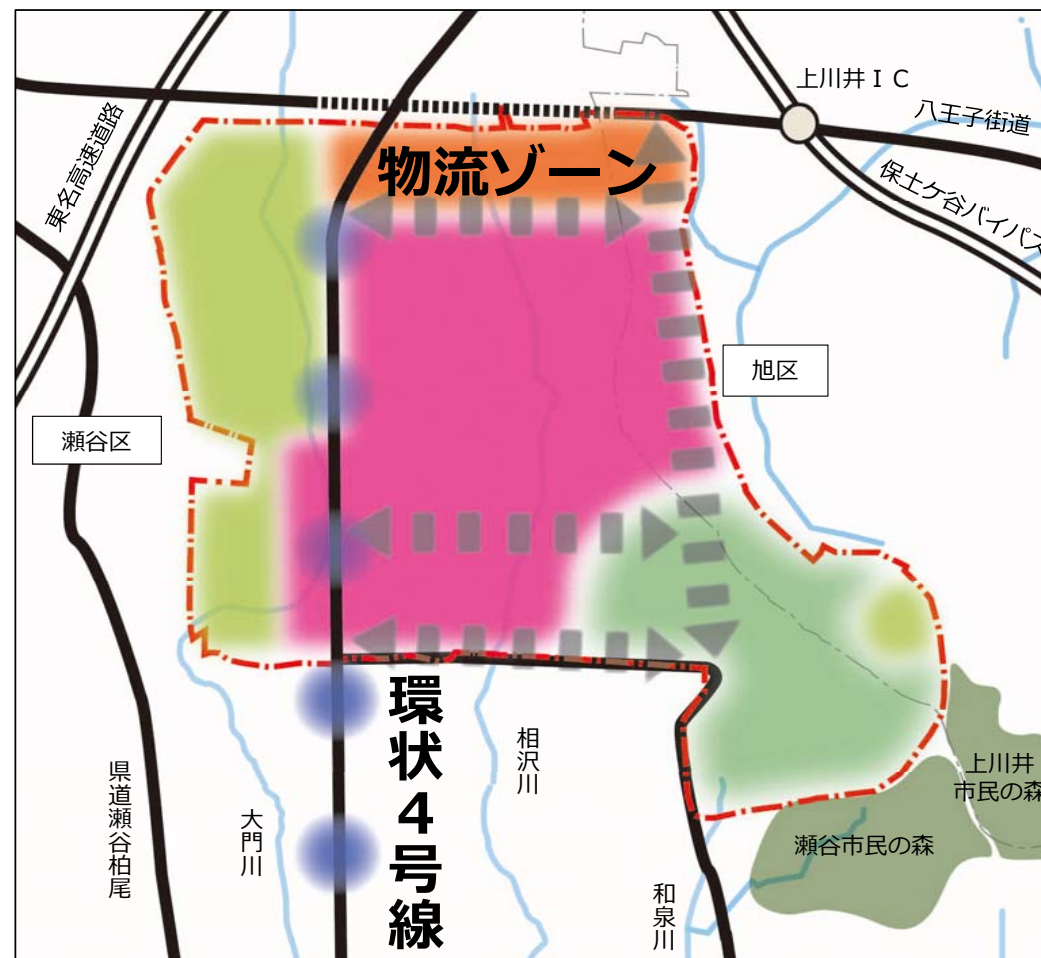 上川井ＩＣ
八王子街道
東名高速道路
物流ゾーン
保土ケ谷バイパス
旭区
瀬谷区
環状４号線
相沢川
上川井
市民の森
県道瀬谷柏尾
大門川
瀬谷市民の森
和泉川